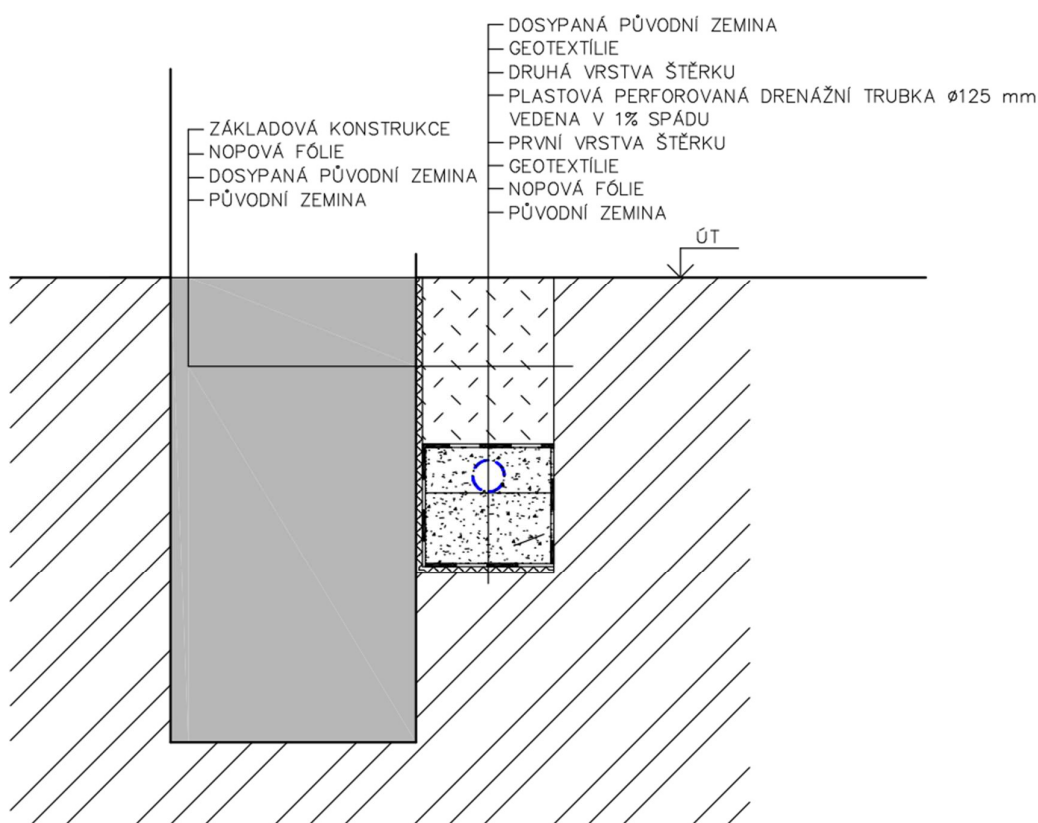 DOSYPANÁ PŮVODNÍ ZEMINA
GEOTEXTÍLIE
DRUHÁ VRSTVA ŠTĚRKU
PLASTOVÁ PERFOROVANÁ DRENÁŽNÍ TRUBKA ø125 mm
VEDENA V 1% SPÁDU
PRVNÍ VRSTVA ŠTĚRKU
GEOTEXTÍLIE
NOPOVÁ FÓLIE
PŮVODNÍ ZEMINA
ZÁKLADOVÁ KONSTRUKCE
NOPOVÁ FÓLIE
DOSYPANÁ PŮVODNÍ ZEMINA
PŮVODNÍ ZEMINA
ÚT